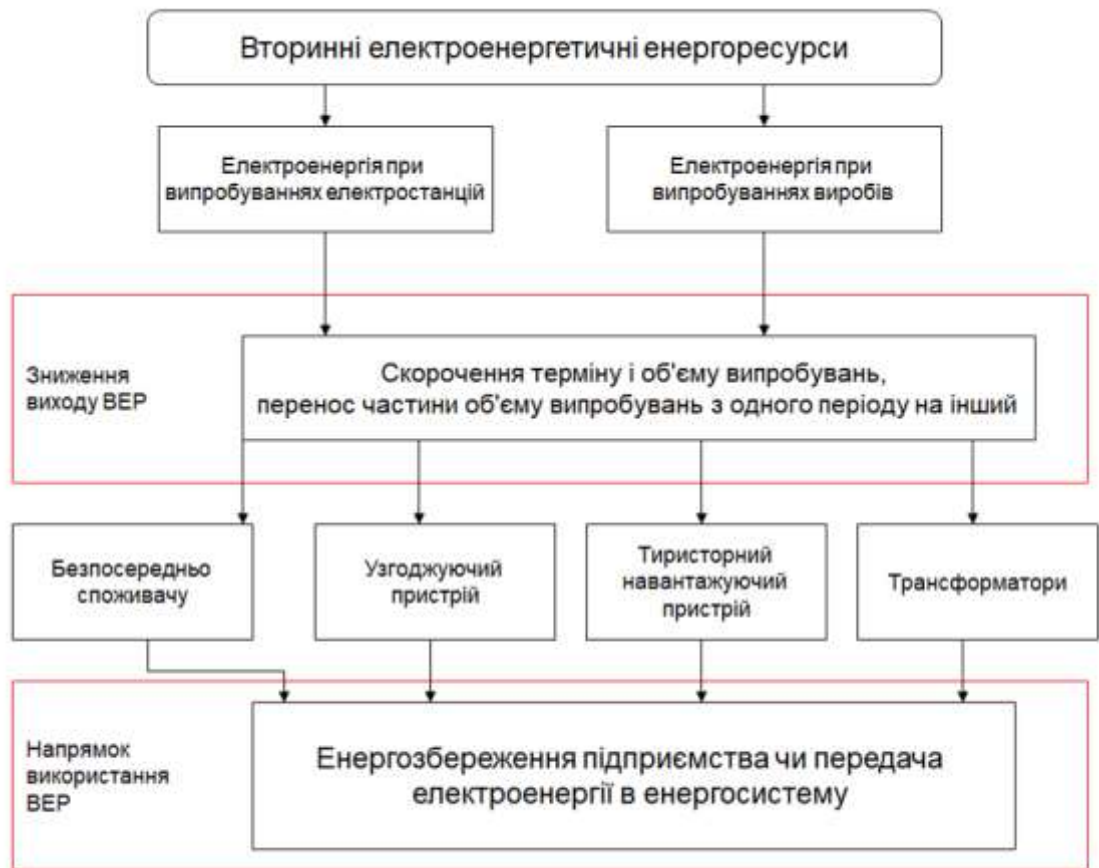 Вторинні електроенергетичні енергоресурси
Електроенергія при
випробуваннях електростанцій
Електроенергія при
випробуваннях виробів
Зниження
виходу ВЕР
Скорочення терміну і об'єму випробувань,
перенос частини об'єму випробувань з одного періоду на інший
Безпосередньо
споживачу
Узгоджуючий
пристрій
Тиристорний
навантажуючий
пристрій
Трансформатори
Напрямок
використання
ВЕР
Енергозбереження підприємства чи передача
електроенергії в енергосистему